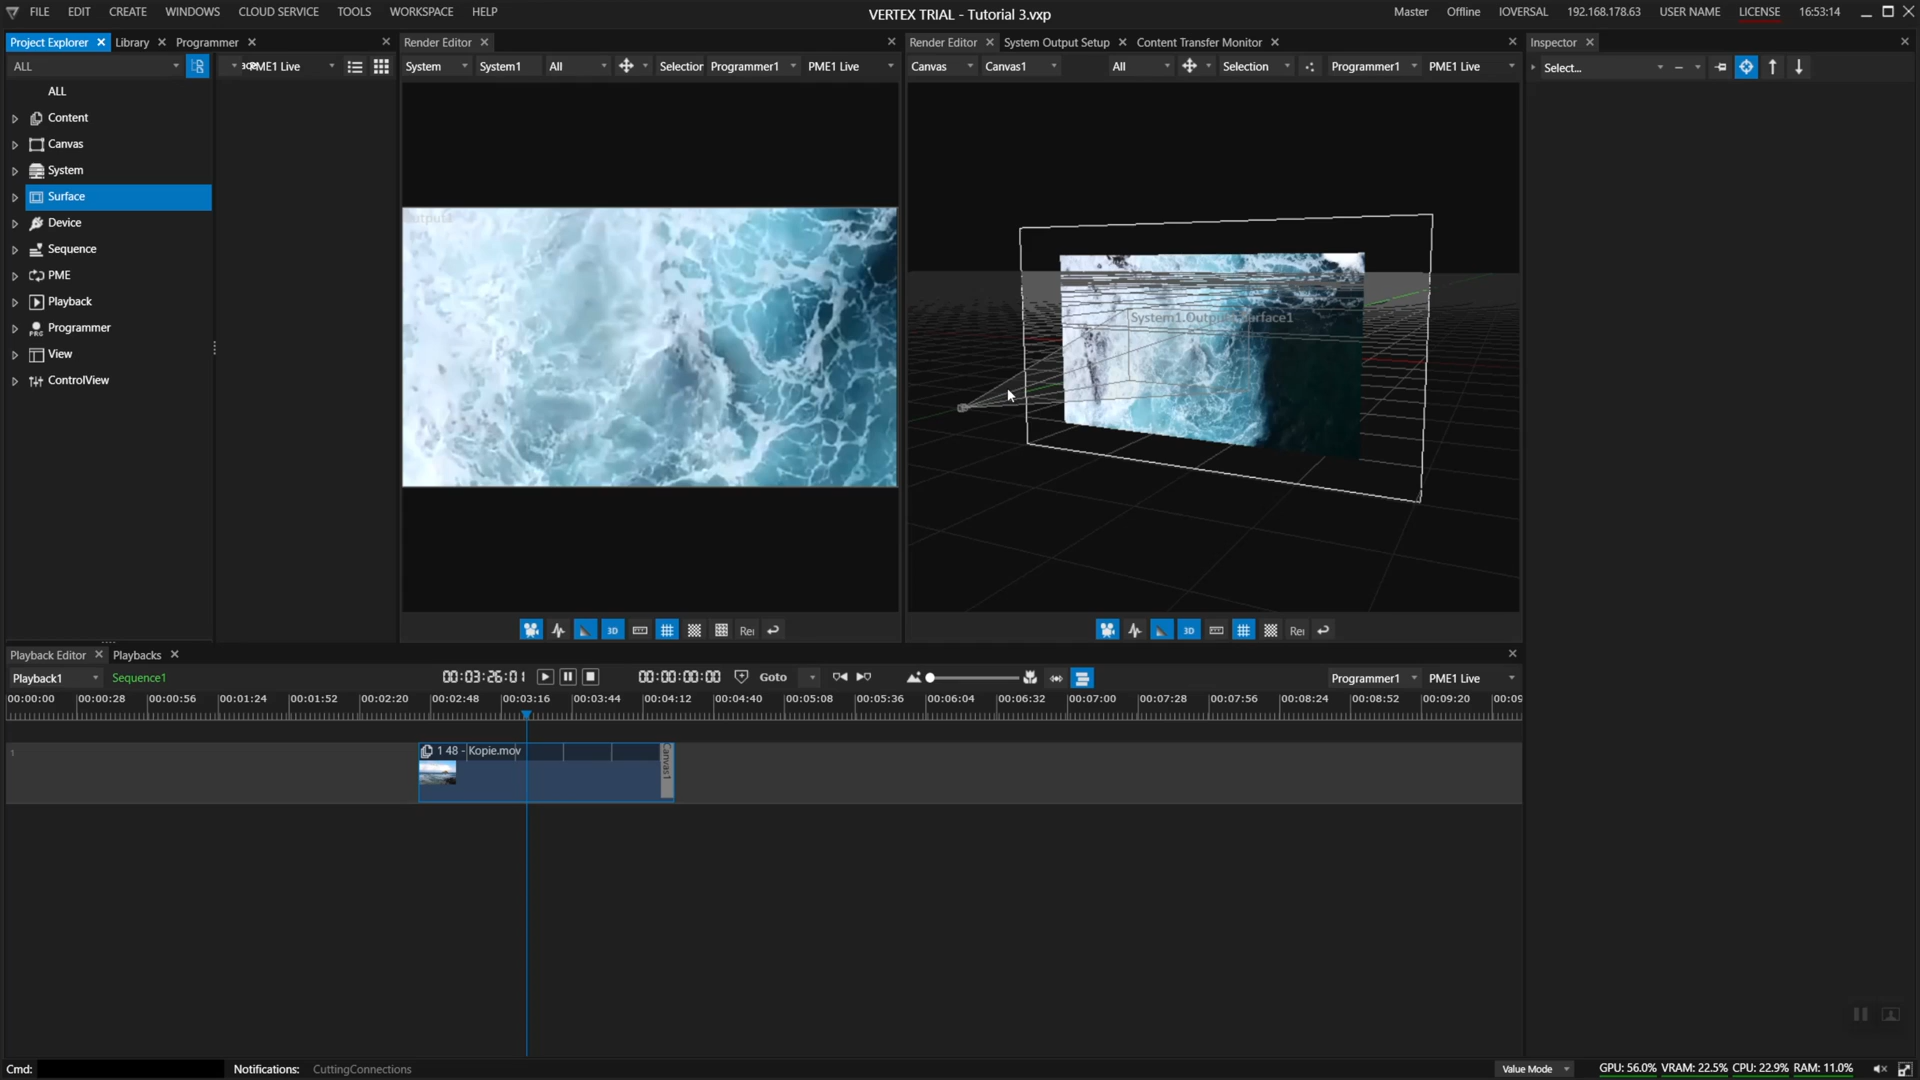 FILE EDIT CREATE WINDOWS CLOUD SERVICE TOOLS WORKSPACE HELP VERTEX TRIAL - Tutorial 3.vxp Master Offline IOVERSAL 192.168.178.63 USER NAME LICENSE 16:53:14
Project Explorer Library Programmer Render Editor Render Editor System Output Setup Content Transfer Monitor Inspector
ALL PME1 Live System System1 All Selection Programmer1 PME1 Live Canvas Canvas1 All Selection Programmer1 PME1 Live Select...
ALL
Content
Canvas
System
Surface
Device
Sequence
PME
Playback
Programmer
View
ControlView
3D Rei 3D Rei
Playback Editor Playbacks
Playback1 Sequence1 00:03:26:01 00:00:00:00 Goto Programmer1 PME1 Live
00:00:00 00:00:28 00:00:56 00:01:24 00:01:52 00:02:20 00:02:48 00:03:16 00:03:44 00:04:12 00:04:40 00:05:08 00:05:36 00:06:04 00:06:32 00:07:00 00:07:28 00:07:56 00:08:24 00:08:52 00:09:20 00:09
1 1 48 - Kopie.mov
Canvas1
Cmd: Notifications: CuttingConnections Value Mode GPU: 56.0% VRAM: 22.5% CPU: 22.9% RAM: 11.0%